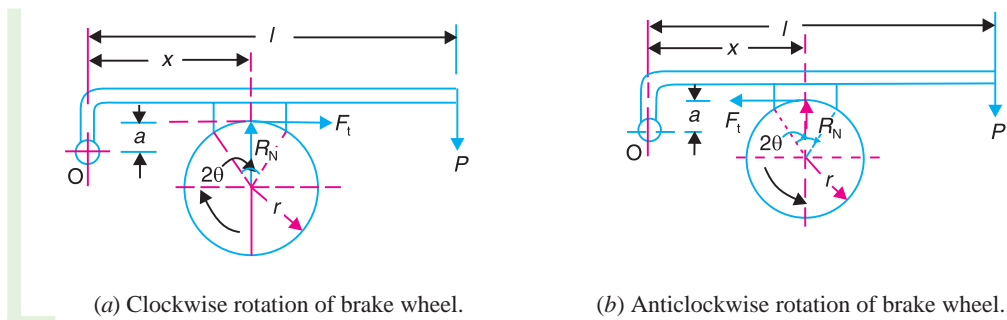 l
x
a
F_t
R_N
P
O
2θ
r
l
x
a
F_t
R_N
P
O
2θ
r
(a) Clockwise rotation of brake wheel.
(b) Anticlockwise rotation of brake wheel.